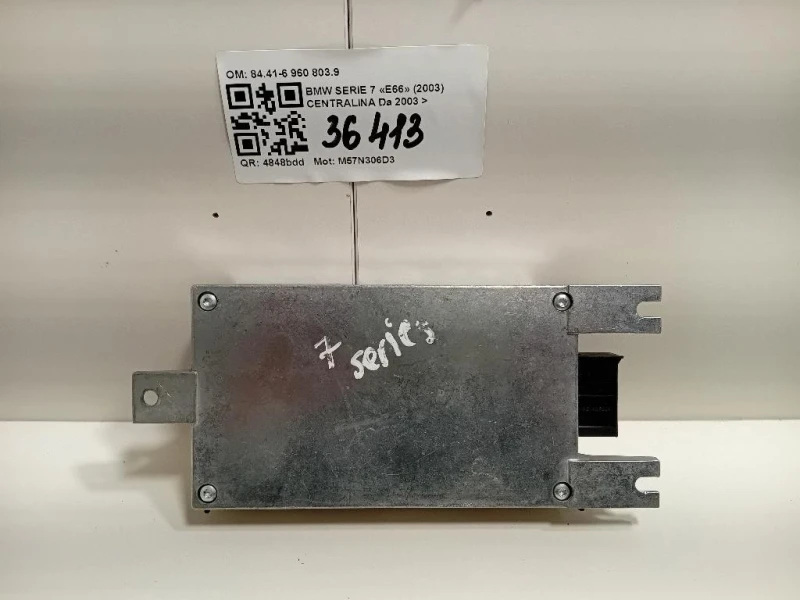 OM: 84.41-6 960 803.9
BMW SERIE 7 «E66» (2003)
CENTRALINA Da 2003 >
36 413
QR: 4848bdd Mot: M57N306D3
7
series